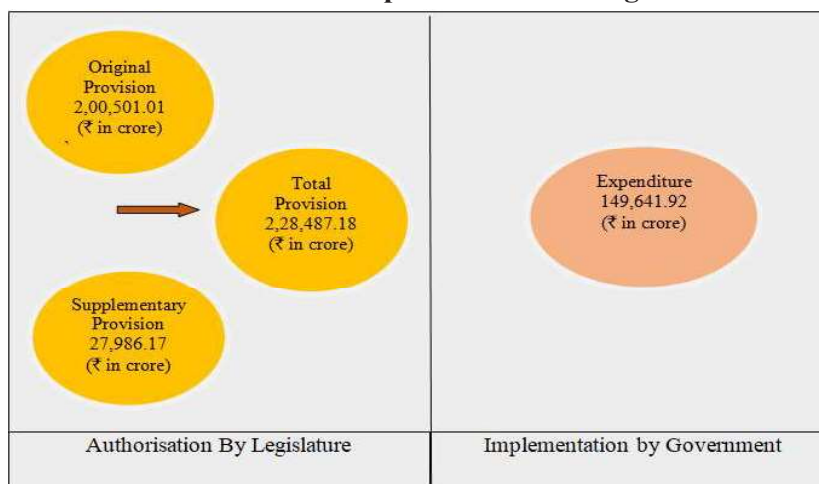 Original
Provision
2,00,501.01
(₹ in crore)
Total
Provision
2,28,487.18
(₹ in crore)
Supplementary
Provision
27,986.17
(₹ in crore)
Expenditure
149,641.92
(₹ in crore)
Authorisation By Legislature
Implementation by Government